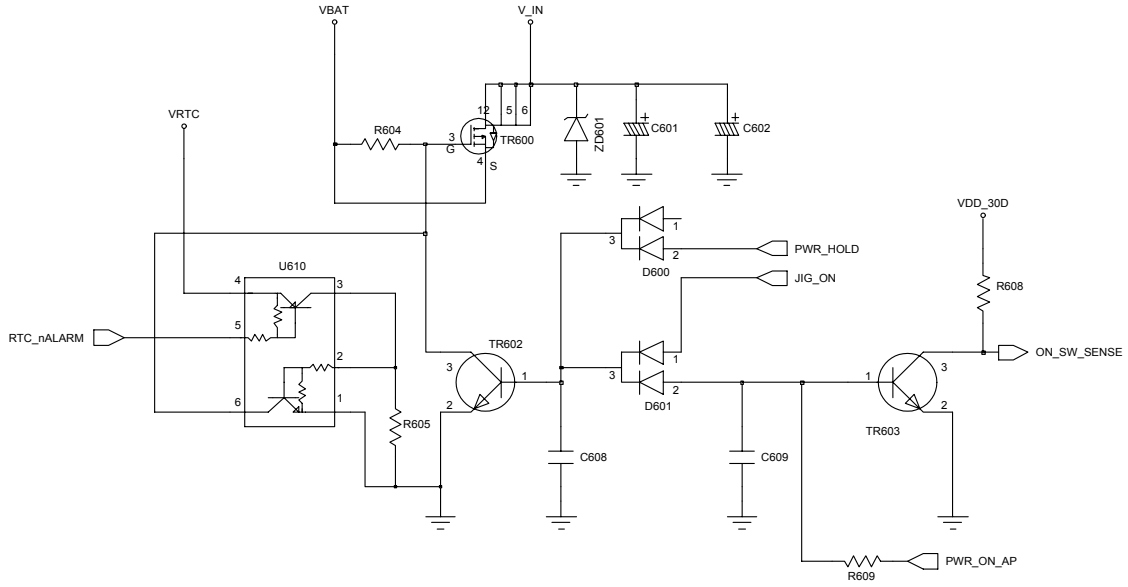 VBAT
V_IN
VRTC
R604
12
5
6
3
G
TR600
4
S
ZD601
C601
C602
VDD_30D
1
3
2
PWR_HOLD
D600
JIG_ON
R608
U610
4
3
5
RTC_nALARM
2
6
1
R605
TR602
3
1
2
1
3
2
D601
C608
C609
1
3
2
TR603
ON_SW_SENSE
R609
PWR_ON_AP
+
+